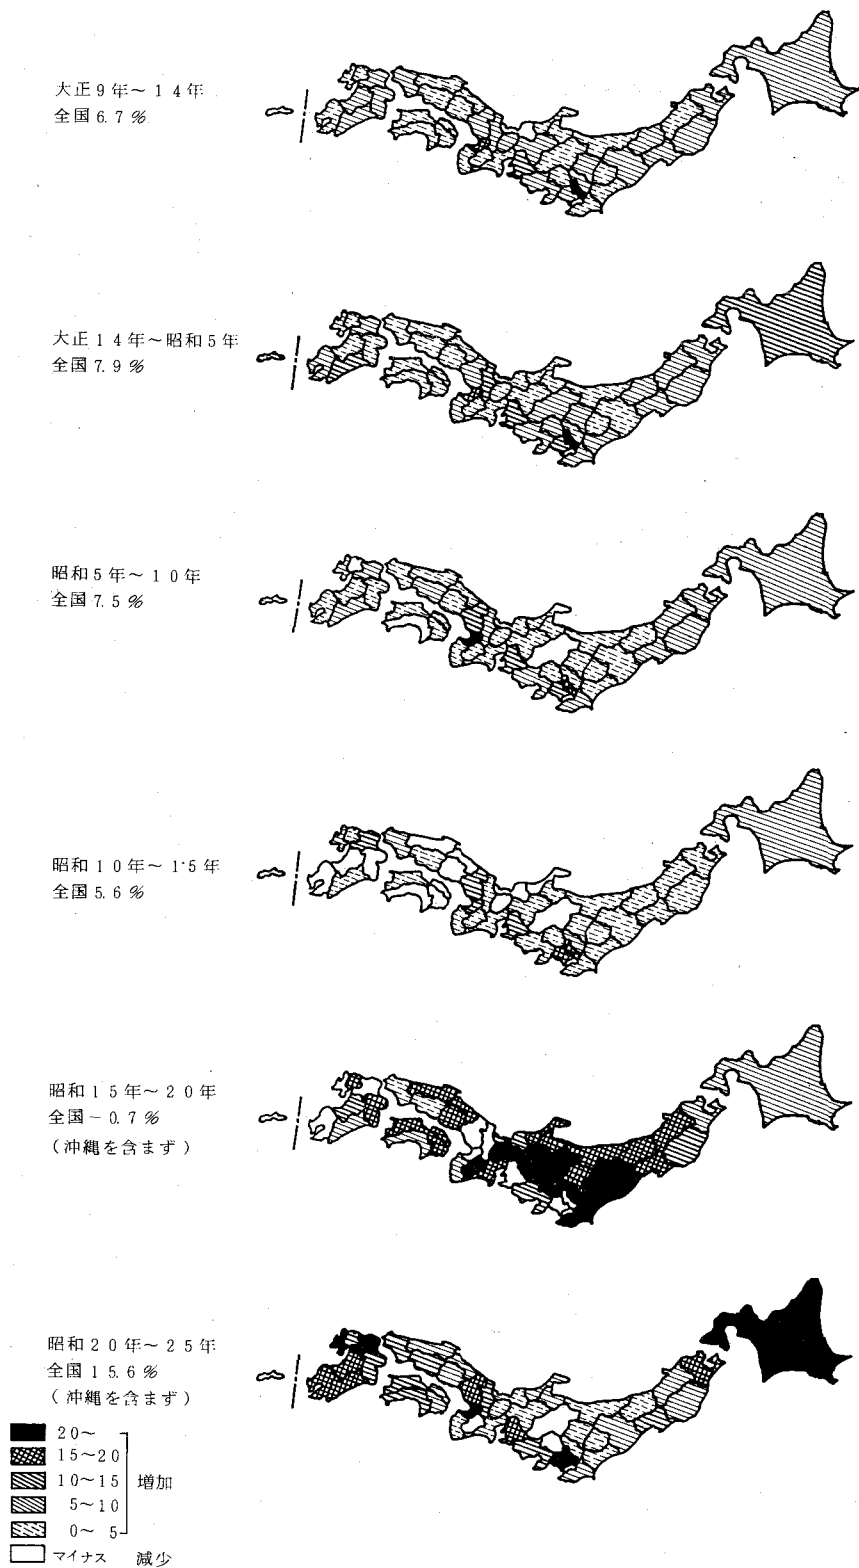 大正9年～14年
全国6.7％
大正14年～昭和5年
全国7.9％
昭和5年～10年
全国7.5％
昭和10年～15年
全国5.6％
昭和15年～20年
全国－0.7％
（沖縄を含まず）
昭和20年～25年
全国15.6％
（沖縄を含まず）
20～
15～20
10～15 増加
5～10
0～5
マイナス 減少